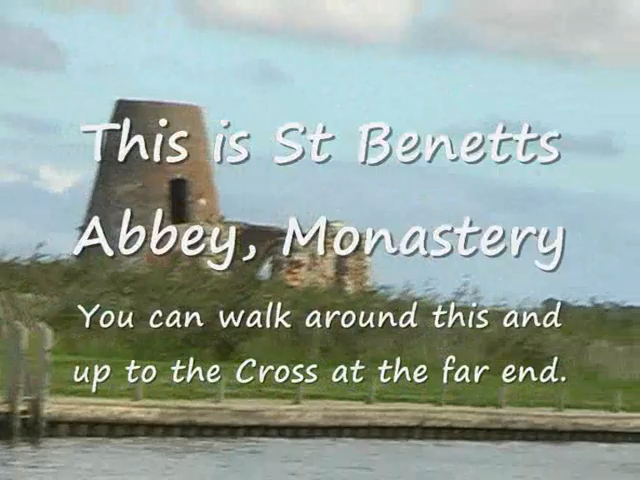 This is St Benetts
Abbey, Monastery
You can walk around this and
up to the Cross at the far end.